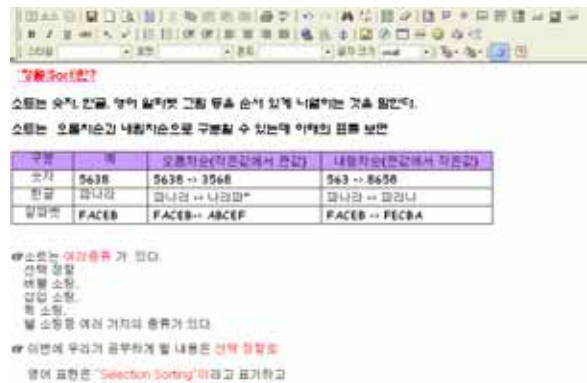 정렬Sort란?
소트는 숫자, 한글, 영어 알파벳 그림 등을 순서 있게 나열하는 것을 말한다.
소트는 오름차순과 내림차순으로 구분할 수 있는데 아래의 표를 보면
구분 예 오름차순(작은값에서 큰값) 내림차순(큰값에서 작은값)
숫자 5638 5638 -> 3568 563 -> 8658
한글
알파벳 FACEB FACEB-> ABCEF FACEB -> FECBA
☞소트는 여러종류 가 있다.
선택 정렬
버블 소팅,
삽입 소팅,
퀵 소팅,
쉘 소팅등 여러 가지의 종류가 있다.
☞ 이번에 우리가 공부하게 될 내용은 선택 정렬로
영어 표현은 "Selection Sorting"이라고 표기하고